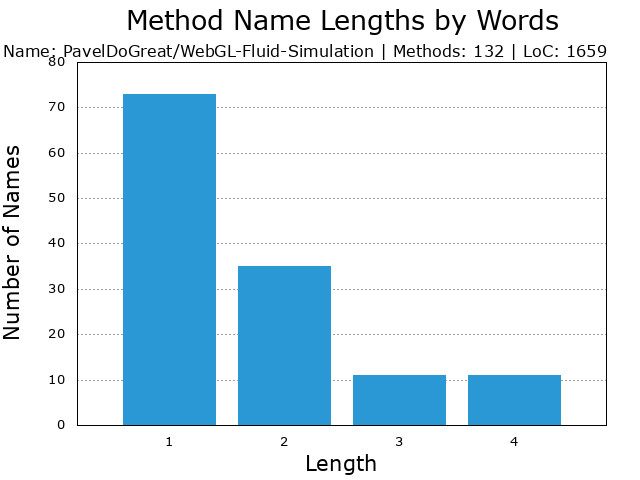 Method Name Lengths by Words
Name: PavelDoGreat/WebGL-Fluid-Simulation | Methods: 132 | LoC: 1659
80
70
60
50
40
30
20
10
0
Number of Names
1 2 3 4
Length